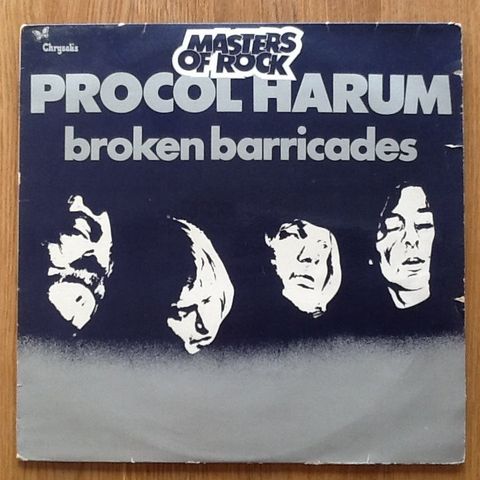 Chrysalis
MASTERS
OF ROCK
PROCOL HARUM
broken barricades